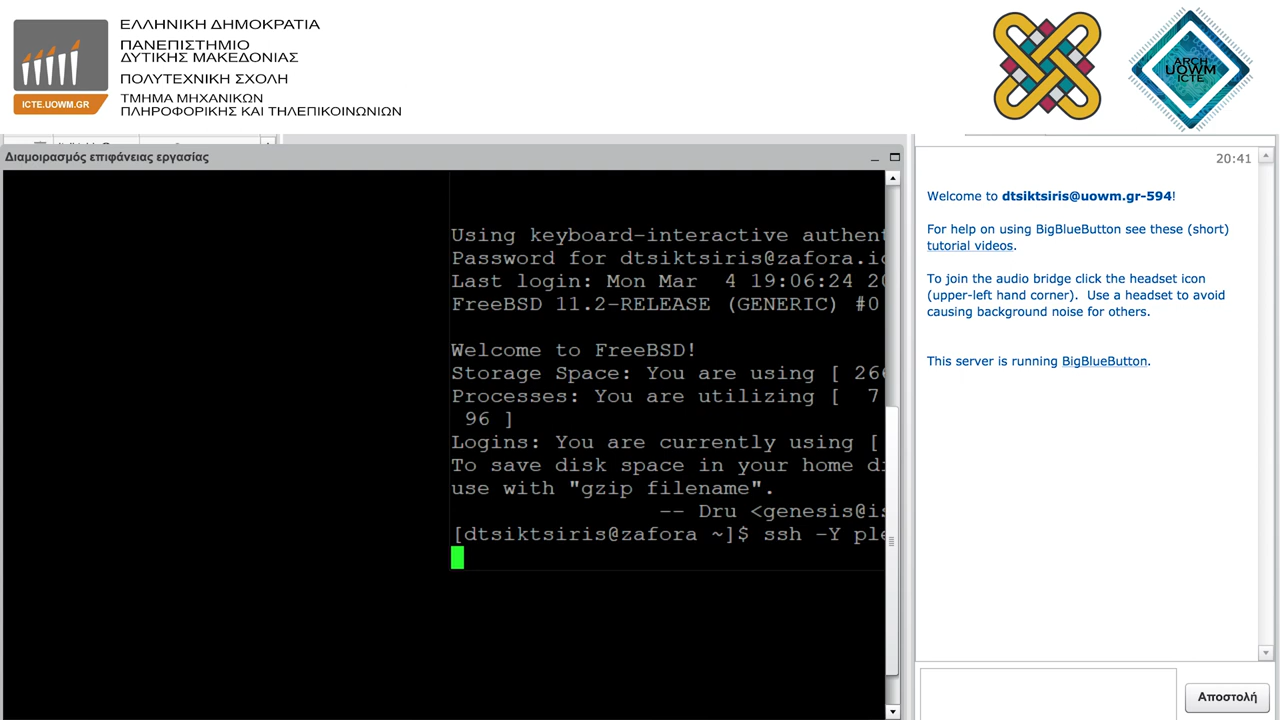 ΕΛΛΗΝΙΚΗ ΔΗΜΟΚΡΑΤΙΑ
ΠΑΝΕΠΙΣΤΗΜΙΟ
ΔΥΤΙΚΗΣ ΜΑΚΕΔΟΝΙΑΣ
ΠΟΛΥΤΕΧΝΙΚΗ ΣΧΟΛΗ
ΤΜΗΜΑ ΜΗΧΑΝΙΚΩΝ
ΠΛΗΡΟΦΟΡΙΚΗΣ ΚΑΙ ΤΗΛΕΠΙΚΟΙΝΩΝΙΩΝ
ICTE.UOWM.GR
ARCH
UOWM
ICTE
Διαμοιρασμός επιφάνειας εργασίας
Using keyboard-interactive authent
Password for dtsiktsiris@zafora.ic
Last login: Mon Mar  4 19:06:24 20
FreeBSD 11.2-RELEASE (GENERIC) #0
Welcome to FreeBSD!
Storage Space: You are using [ 266
Processes: You are utilizing [  7
96 ]
Logins: You are currently using [
To save disk space in your home di
use with "gzip filename".
-- Dru <genesis@is
[dtsiktsiris@zafora ~]$ ssh -Y ple
20:41
Welcome to dtsiktsiris@uowm.gr-594!
For help on using BigBlueButton see these (short)
tutorial videos.
To join the audio bridge click the headset icon
(upper-left hand corner).  Use a headset to avoid
causing background noise for others.
This server is running BigBlueButton.
Αποστολή